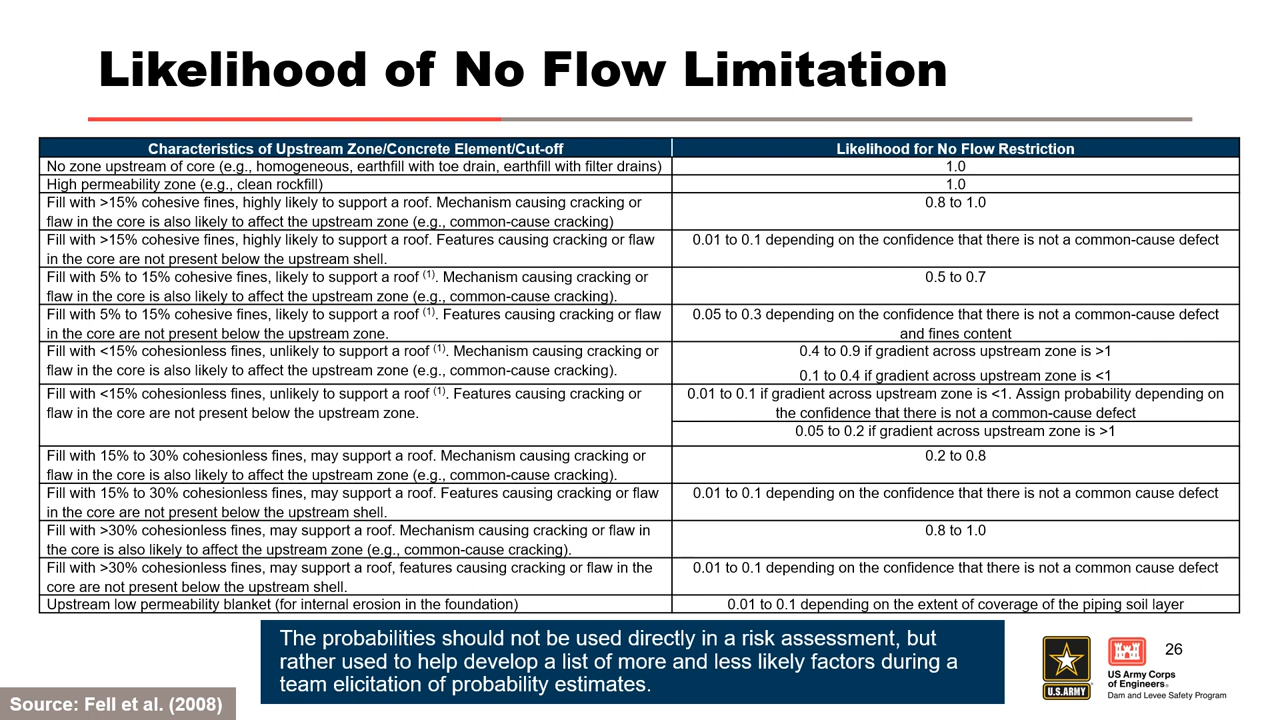 Likelihood of No Flow Limitation
Characteristics of Upstream Zone/Concrete Element/Cut-off
Likelihood for No Flow Restriction
No zone upstream of core (e.g., homogeneous, earthfill with toe drain, earthfill with filter drains)
1.0
High permeability zone (e.g., clean rockfill)
1.0
Fill with >15% cohesive fines, highly likely to support a roof. Mechanism causing cracking or
flaw in the core is also likely to affect the upstream zone (e.g., common-cause cracking)
0.8 to 1.0
Fill with >15% cohesive fines, highly likely to support a roof. Features causing cracking or flaw
in the core are not present below the upstream shell.
0.01 to 0.1 depending on the confidence that there is not a common-cause defect
Fill with 5% to 15% cohesive fines, likely to support a roof (1). Mechanism causing cracking or
flaw in the core is also likely to affect the upstream zone (e.g., common-cause cracking).
0.5 to 0.7
Fill with 5% to 15% cohesive fines, likely to support a roof (1). Features causing cracking or flaw
in the core are not present below the upstream zone.
0.05 to 0.3 depending on the confidence that there is not a common-cause defect
and fines content
Fill with <15% cohesionless fines, unlikely to support a roof (1). Mechanism causing cracking or
flaw in the core is also likely to affect the upstream zone (e.g., common-cause cracking).
0.4 to 0.9 if gradient across upstream zone is >1
0.1 to 0.4 if gradient across upstream zone is <1
Fill with <15% cohesionless fines, unlikely to support a roof (1). Features causing cracking or
flaw in the core are not present below the upstream zone.
0.01 to 0.1 if gradient across upstream zone is <1. Assign probability depending on
the confidence that there is not a common-cause defect
0.05 to 0.2 if gradient across upstream zone is >1
Fill with 15% to 30% cohesionless fines, may support a roof. Mechanism causing cracking or
flaw in the core is also likely to affect the upstream zone (e.g., common-cause cracking).
0.2 to 0.8
Fill with 15% to 30% cohesionless fines, may support a roof. Features causing cracking or flaw
in the core are not present below the upstream shell.
0.01 to 0.1 depending on the confidence that there is not a common cause defect
Fill with >30% cohesionless fines, may support a roof. Mechanism causing cracking or flaw in
the core is also likely to affect the upstream zone (e.g., common-cause cracking).
0.8 to 1.0
Fill with >30% cohesionless fines, may support a roof, features causing cracking or flaw in the
core are not present below the upstream shell.
0.01 to 0.1 depending on the confidence that there is not a common cause defect
Upstream low permeability blanket (for internal erosion in the foundation)
0.01 to 0.1 depending on the extent of coverage of the piping soil layer
The probabilities should not be used directly in a risk assessment, but
rather used to help develop a list of more and less likely factors during a
team elicitation of probability estimates.
U.S.ARMY
US Army Corps
of Engineers®
Dam and Levee Safety Program
26
Source: Fell et al. (2008)